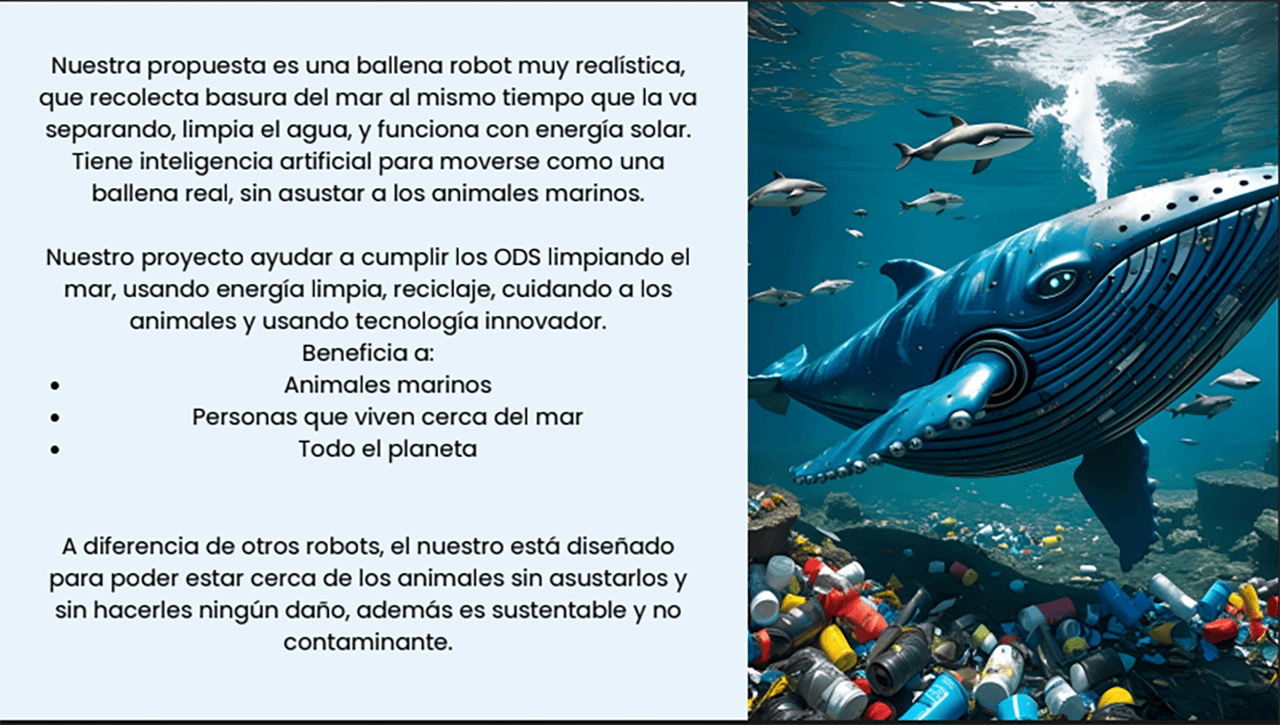 Nuestra propuesta es una ballena robot muy realística,
que recolecta basura del mar al mismo tiempo que la va
separando, limpia el agua, y funciona con energía solar.
Tiene inteligencia artificial para moverse como una
ballena real, sin asustar a los animales marinos.
Nuestro proyecto ayudar a cumplir los ODS limpiando el
mar, usando energía limpia, reciclaje, cuidando a los
animales y usando tecnología innovador.
Beneficia a:
• Animales marinos
• Personas que viven cerca del mar
• Todo el planeta
A diferencia de otros robots, el nuestro está diseñado
para poder estar cerca de los animales sin asustarlos y
sin hacerles ningún daño, además es sustentable y no
contaminante.